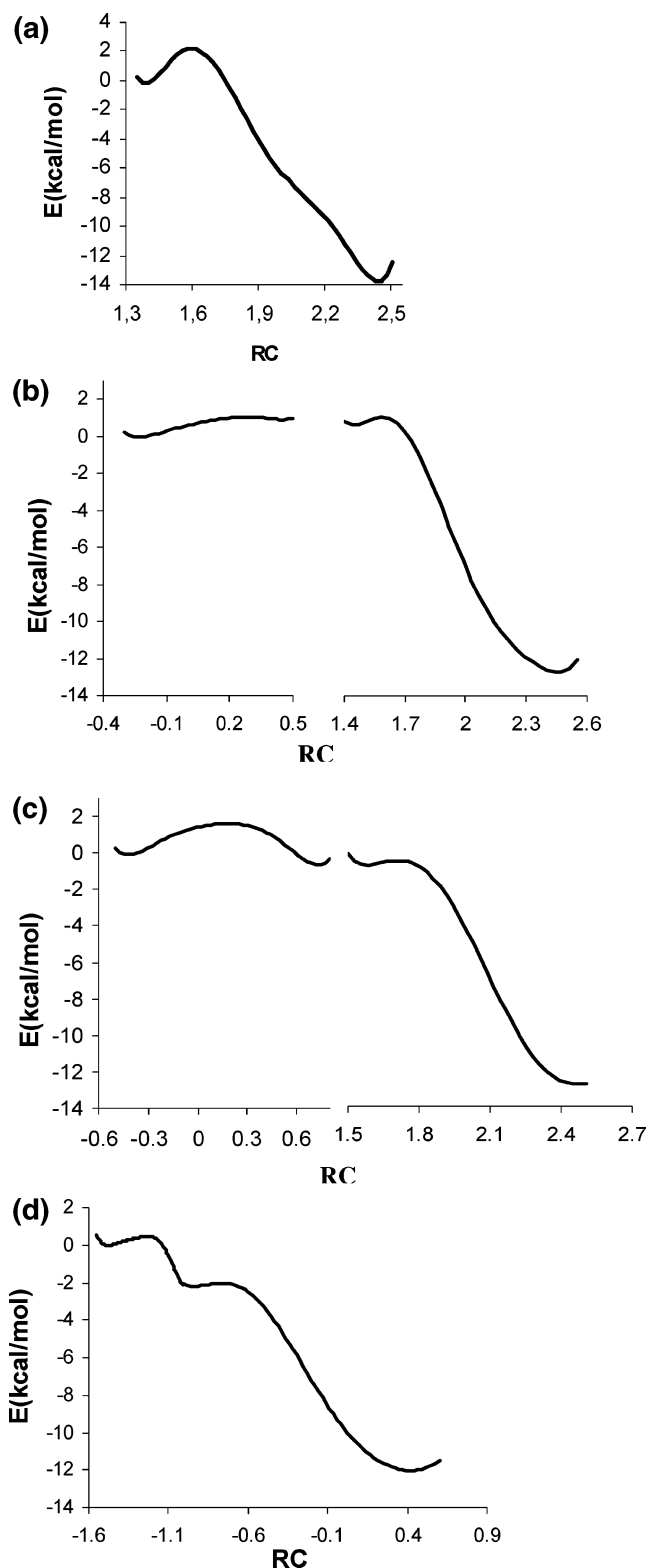 (a)
E(kcal/mol)
4
2
0
-2
-4
-6
-8
-10
-12
-14
1,3 1,6 1,9 2,2 2,5
RC
(b)
E(kcal/mol)
2
0
-2
-4
-6
-8
-10
-12
-14
-0.4 -0.1 0.2 0.5 1.4 1.7 2 2.3 2.6
RC
(c)
E(kcal/mol)
2
0
-2
-4
-6
-8
-10
-12
-14
-0.6 -0.3 0 0.3 0.6 1.5 1.8 2.1 2.4 2.7
RC
(d)
E(kcal/mol)
2
0
-2
-4
-6
-8
-10
-12
-14
-1.6 -1.1 -0.6 -0.1 0.4 0.9
RC